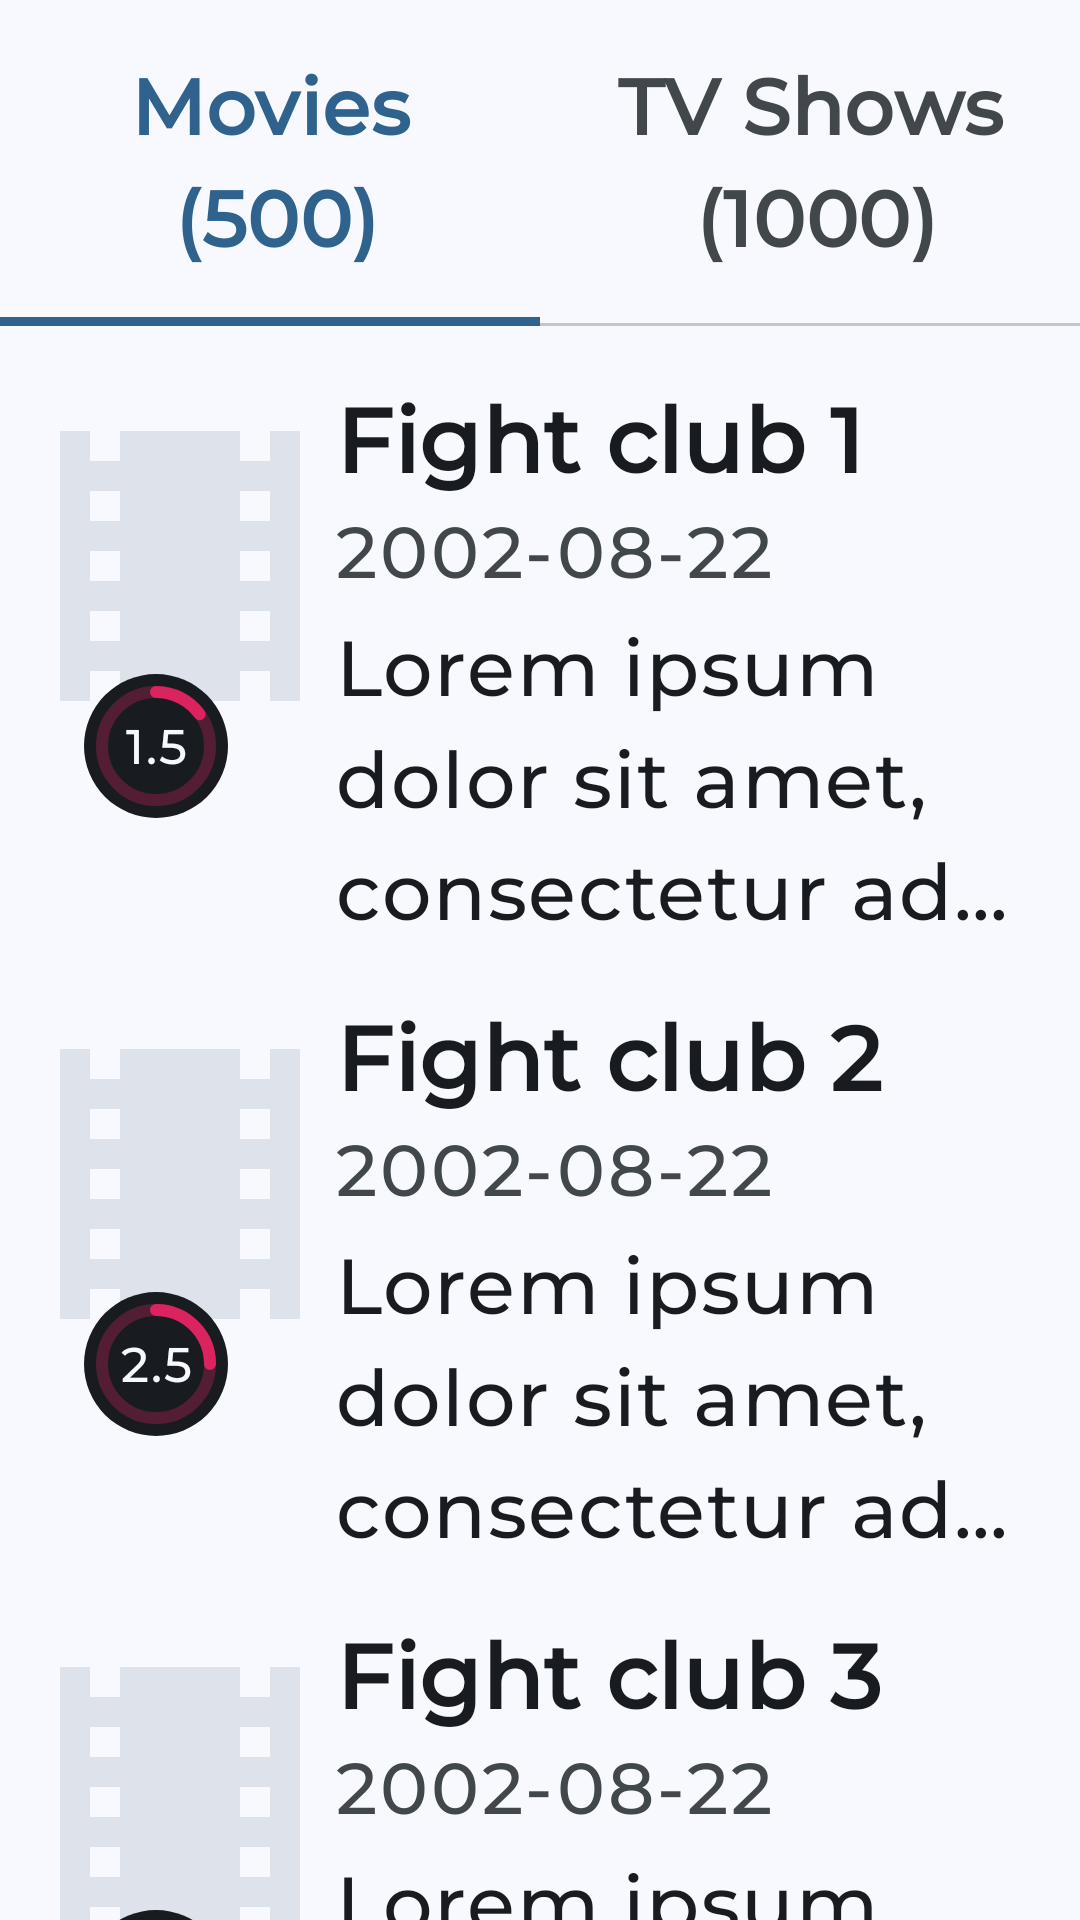 Movies
(500)
TV Shows
(1000)
Fight club 1
2002-08-22
Lorem ipsum
dolor sit amet,
consectetur ad...
1.5
Fight club 2
2002-08-22
Lorem ipsum
dolor sit amet,
consectetur ad...
2.5
Fight club 3
2002-08-22
Lorem ipsum